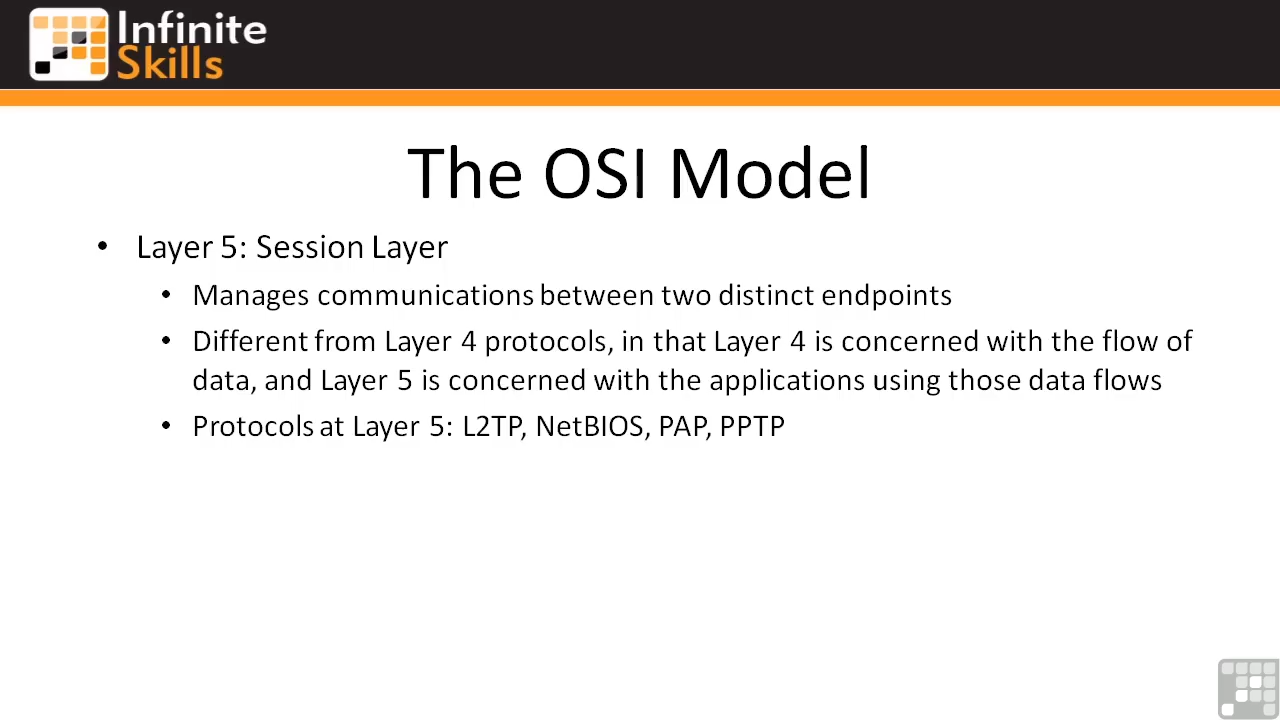 Infinite
Skills
The OSI Model
• Layer 5: Session Layer
• Manages communications between two distinct endpoints
• Different from Layer 4 protocols, in that Layer 4 is concerned with the flow of
data, and Layer 5 is concerned with the applications using those data flows
• Protocols at Layer 5: L2TP, NetBIOS, PAP, PPTP